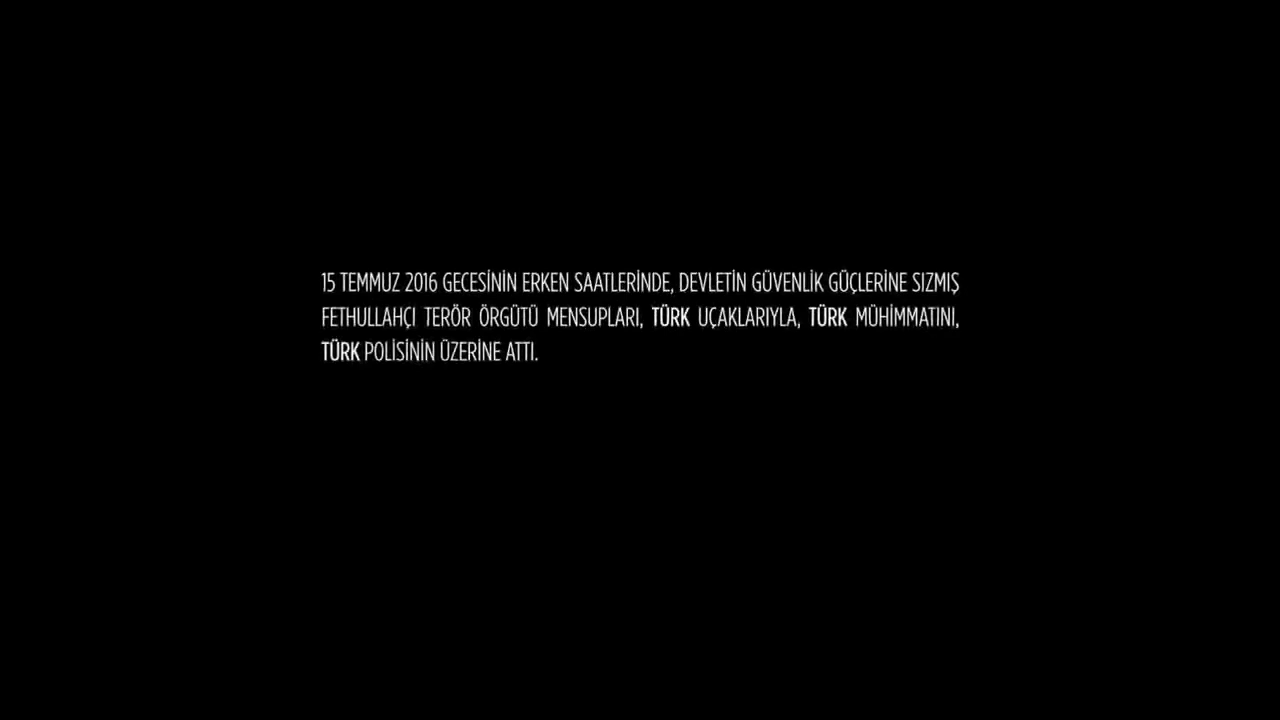 15 TEMMUZ 2016 GECESİNİN ERKEN SAATLERİNDE, DEVLETİN GÜVENLİK GÜÇLERİNE SIZMIŞ
FETHULLAHÇI TERÖR ÖRGÜTÜ MENSUPLARI, TÜRK UÇAKLARIYLA, TÜRK MÜHİMMATINI,
TÜRK POLİSİNİN ÜZERİNE ATTI.